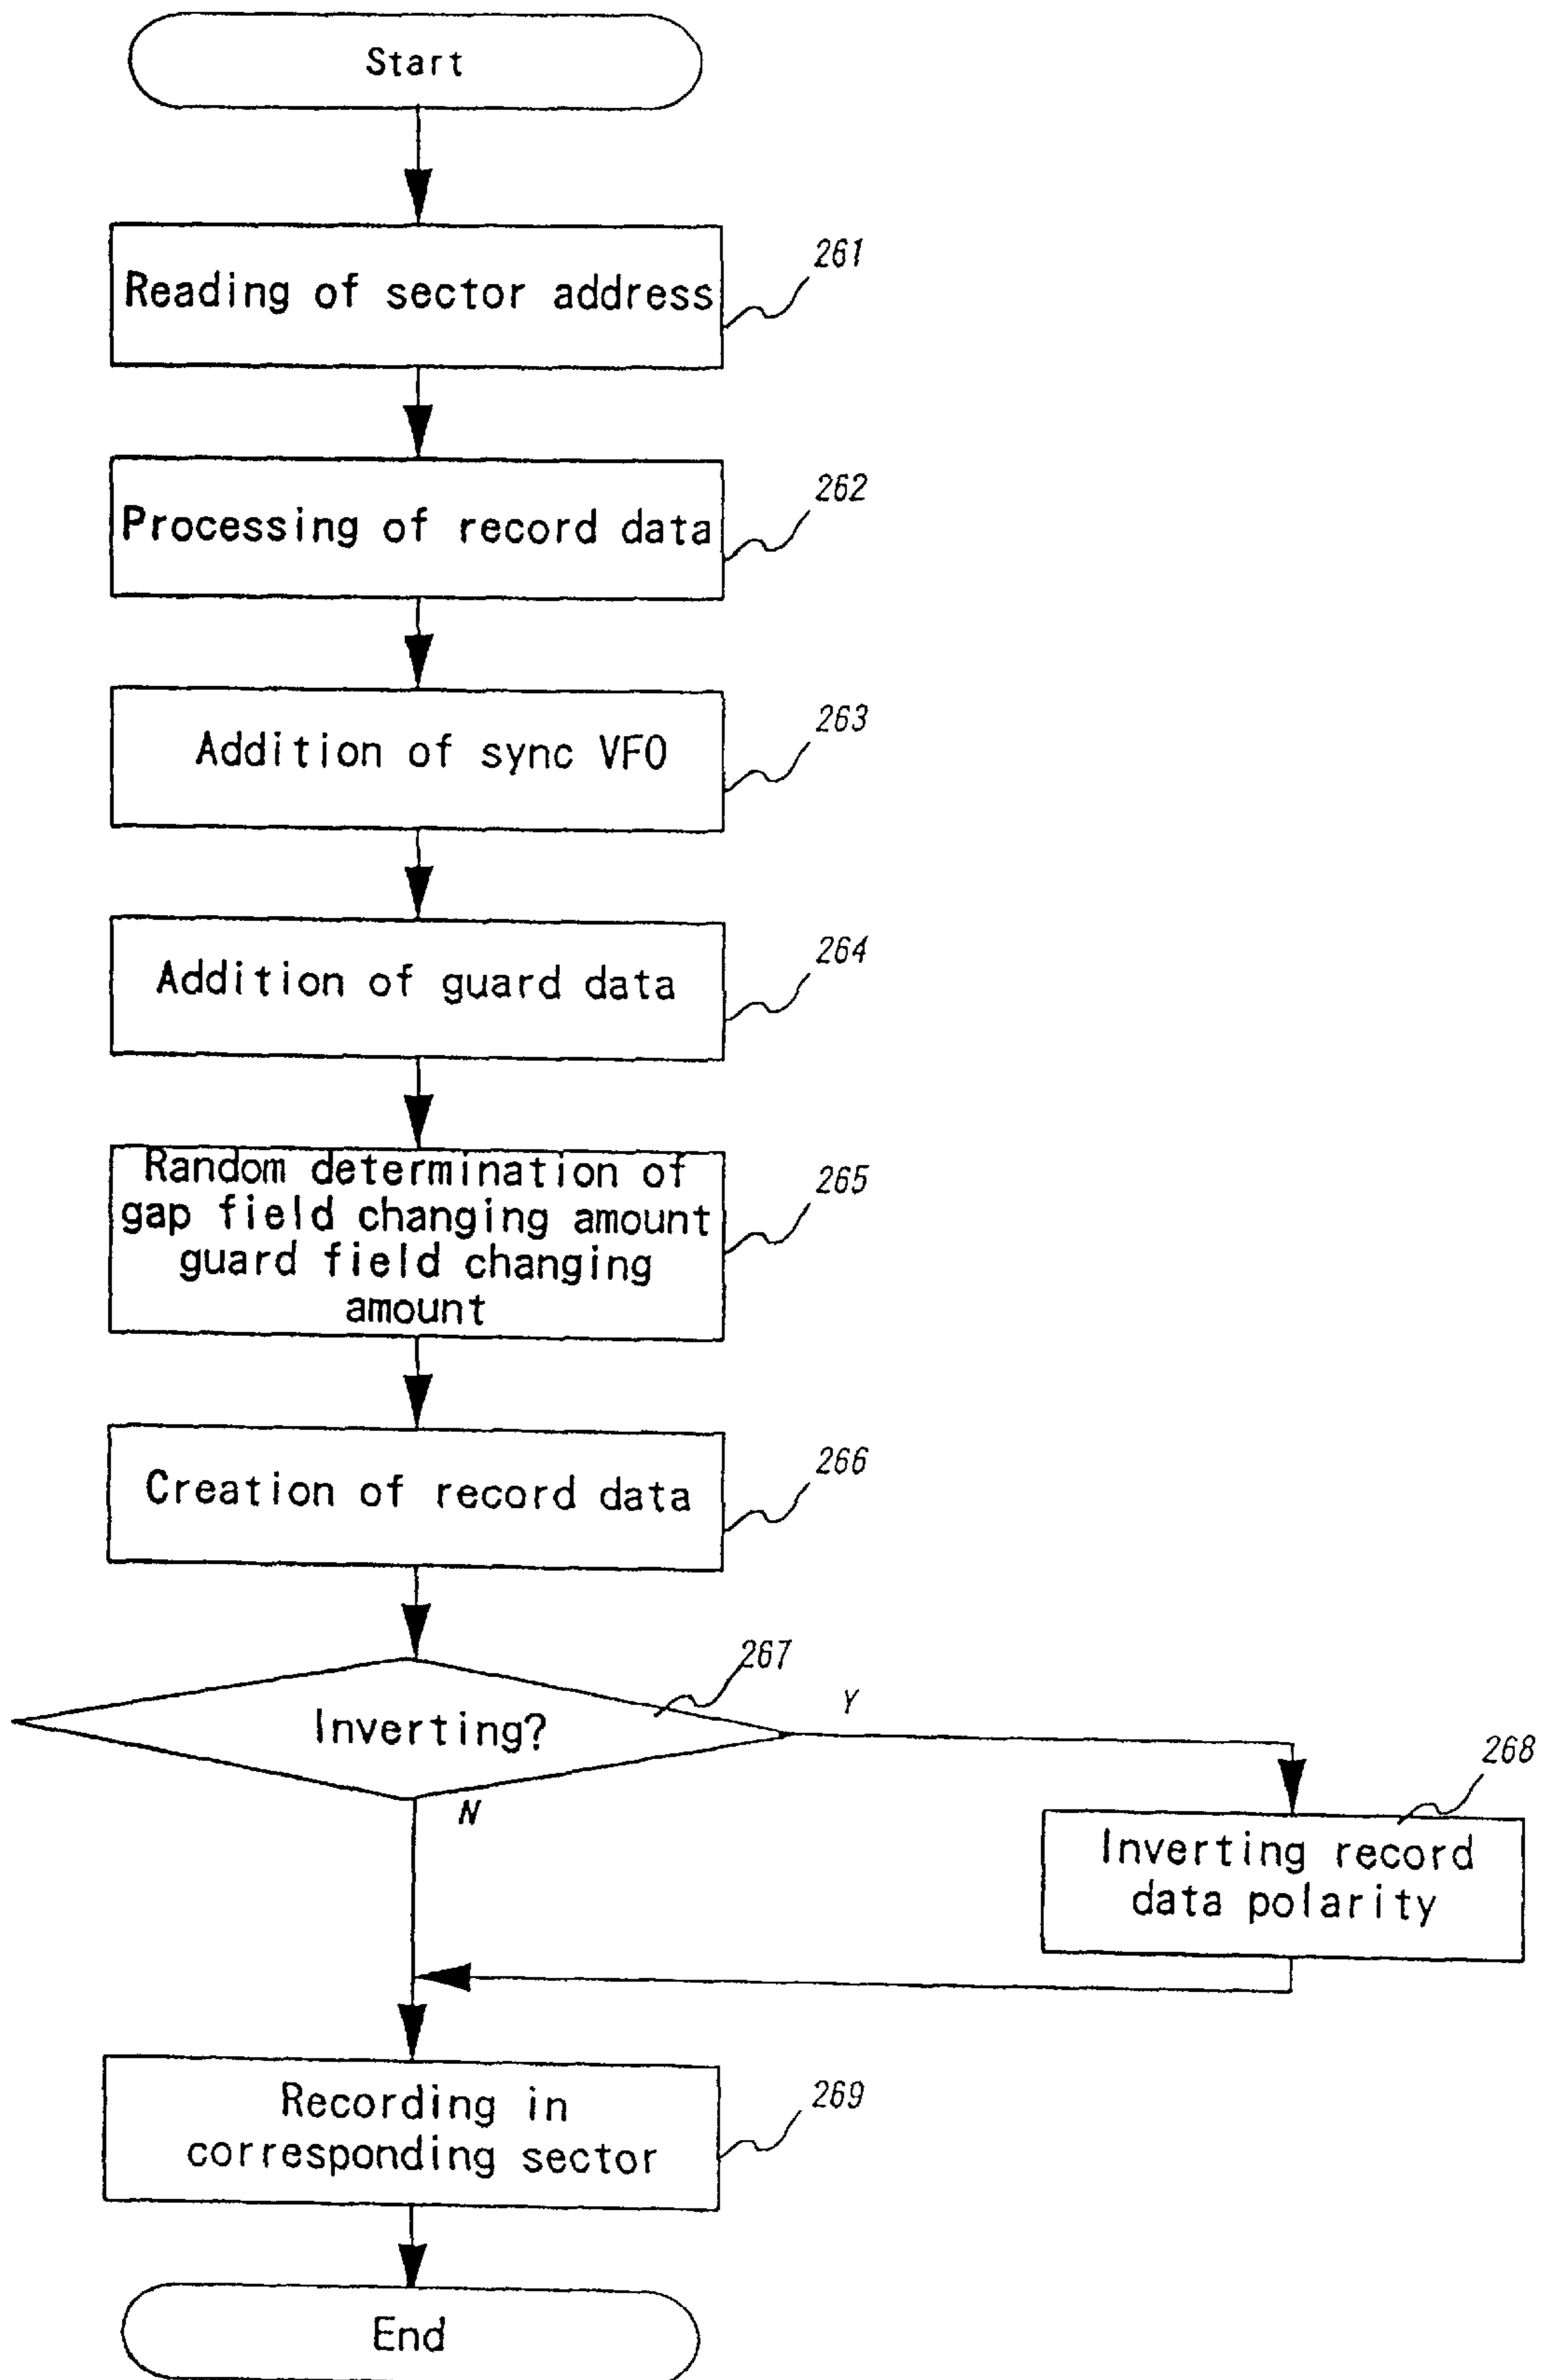 Start
Reading of sector address
261
Processing of record data
262
Addition of sync VFO
263
Addition of guard data
264
Random determination of
gap field changing amount
guard field changing
amount
265
Creation of record data
266
Inverting?
267
Y
N
Inverting record
data polarity
268
Recording in
corresponding sector
269
End